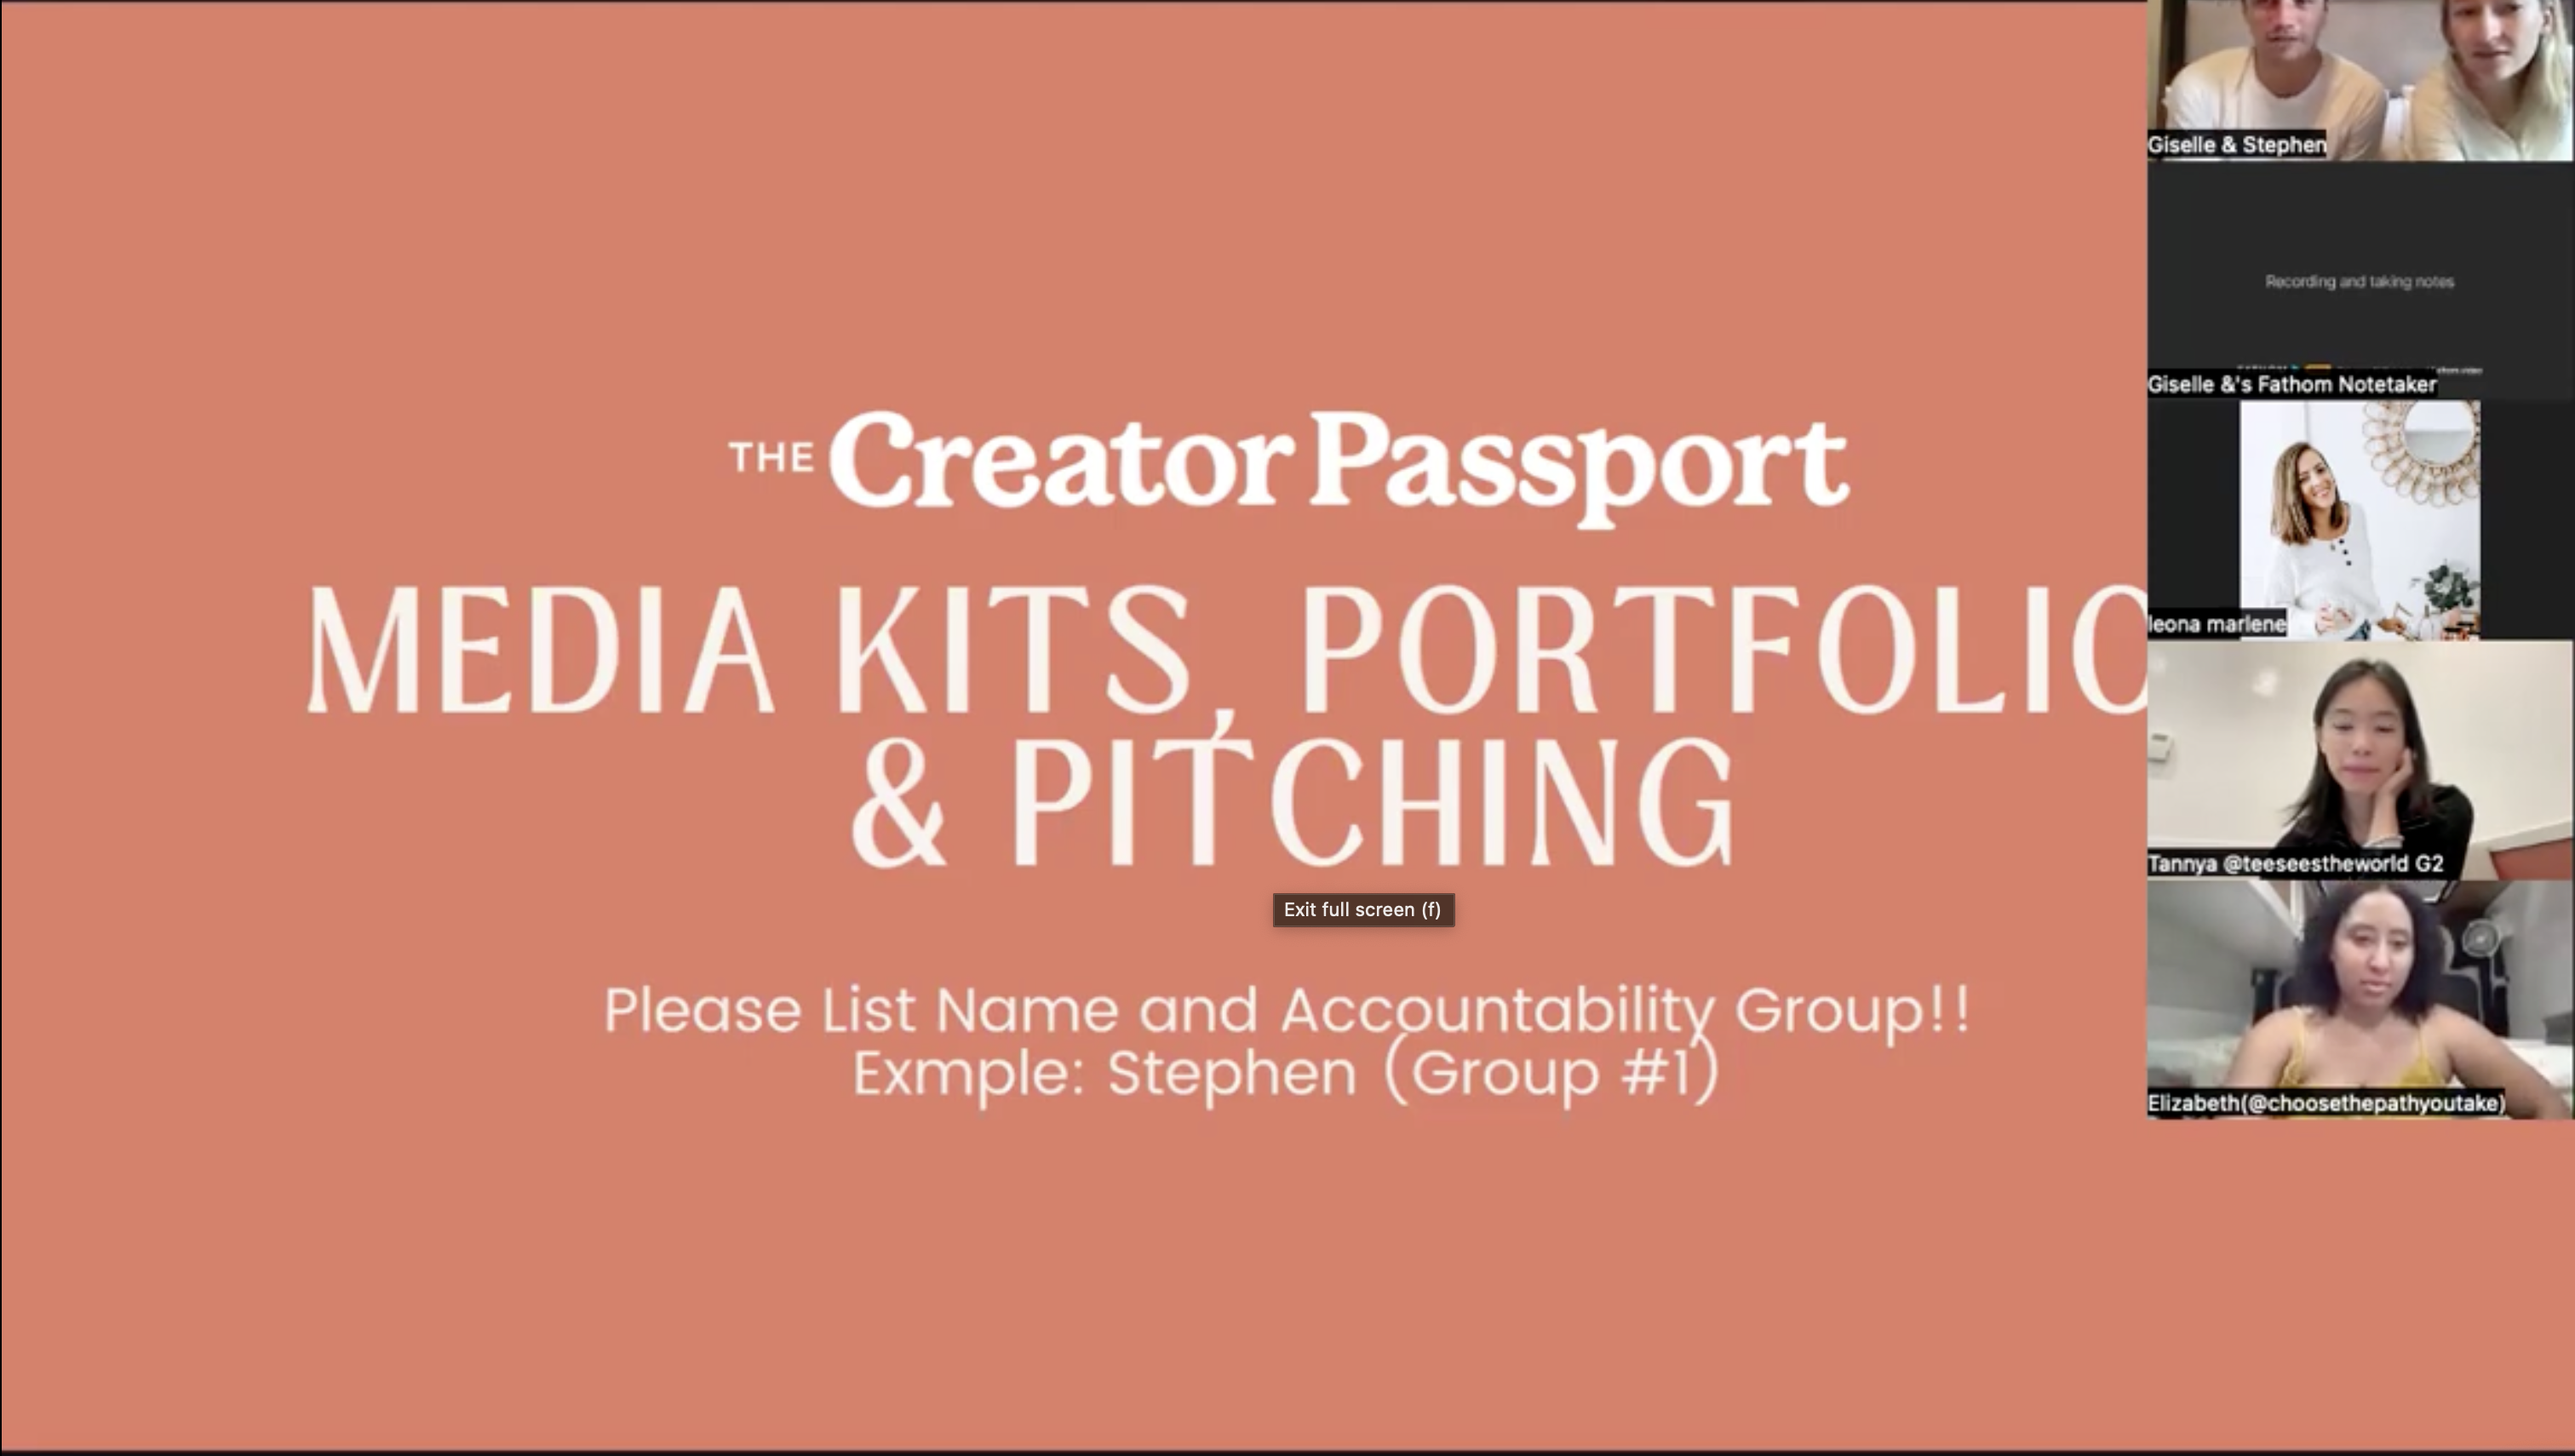 THE Creator Passport
MEDIA KITS, PORTFOLIO
& PITCHING
Exit full screen (f)
Please List Name and Accountability Group!!
Exmple: Stephen (Group #1)
Giselle & Stephen
Recording and taking notes
Giselle &'s Fathom Notetaker
leona marlene
Tannya @teeseestheworld G2
Elizabeth(@choosethepathyoutake)